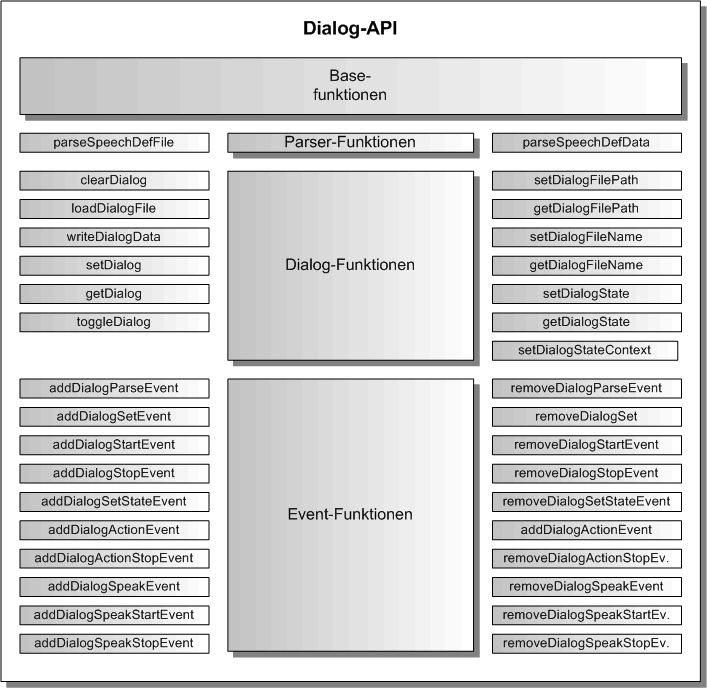 Dialog-API
Base-
funktionen
parseSpeechDefFile
Parser-Funktionen
parseSpeechDefData
clearDialog
loadDialogFile
writeDialogData
setDialog
getDialog
toggleDialog
Dialog-Funktionen
setDialogFilePath
getDialogFilePath
setDialogFileName
getDialogFileName
setDialogState
getDialogState
setDialogStateContext
addDialogParseEvent
addDialogSetEvent
addDialogStartEvent
addDialogStopEvent
addDialogSetStateEvent
addDialogActionEvent
addDialogActionStopEvent
addDialogSpeakEvent
addDialogSpeakStartEvent
addDialogSpeakStopEvent
Event-Funktionen
removeDialogParseEvent
removeDialogSet
removeDialogStartEvent
removeDialogStopEvent
removeDialogSetStateEvent
addDialogActionEvent
removeDialogActionStopEv.
removeDialogSpeakEvent
removeDialogSpeakStartEv.
removeDialogSpeakStopEv.